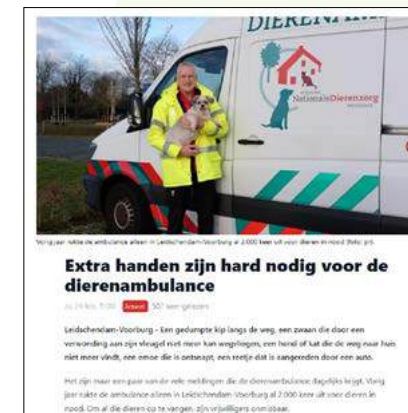 DIERENAM
NationaleDierenzorg
Vorig jaar rukte de ambulance alleen in Leidschendam-Voorburg al 2.000 keer uit voor dieren in nood (foto: pr).
Extra handen zijn hard nodig voor de
dierenambulance
Actueel 507 keer gelezen
Leidschendam-Voorburg - Een gedumpte kip langs de weg, een zwaan die door een
verwonding aan zijn vleugel niet meer kan wegvliegen, een hond of kat die de weg naar huis
niet meer vindt, een emoe die is ontsnapt, een reetje dat is aangereden door een auto.
Het zijn maar een paar van de vele meldingen die de dierenambulance dagelijks krijgt. Vorig
jaar rukte de ambulance alleen in Leidschendam-Voorburg al 2.000 keer uit voor dieren in
nood. Om al die dieren op te vangen, zijn vrijwilligers onmisbaar.